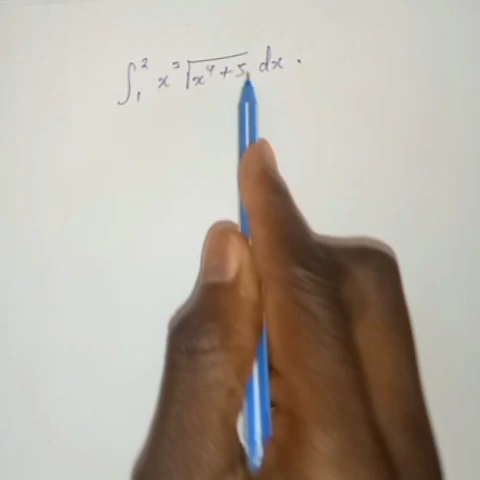 ∫₁² x³√(x⁴+5) dx.